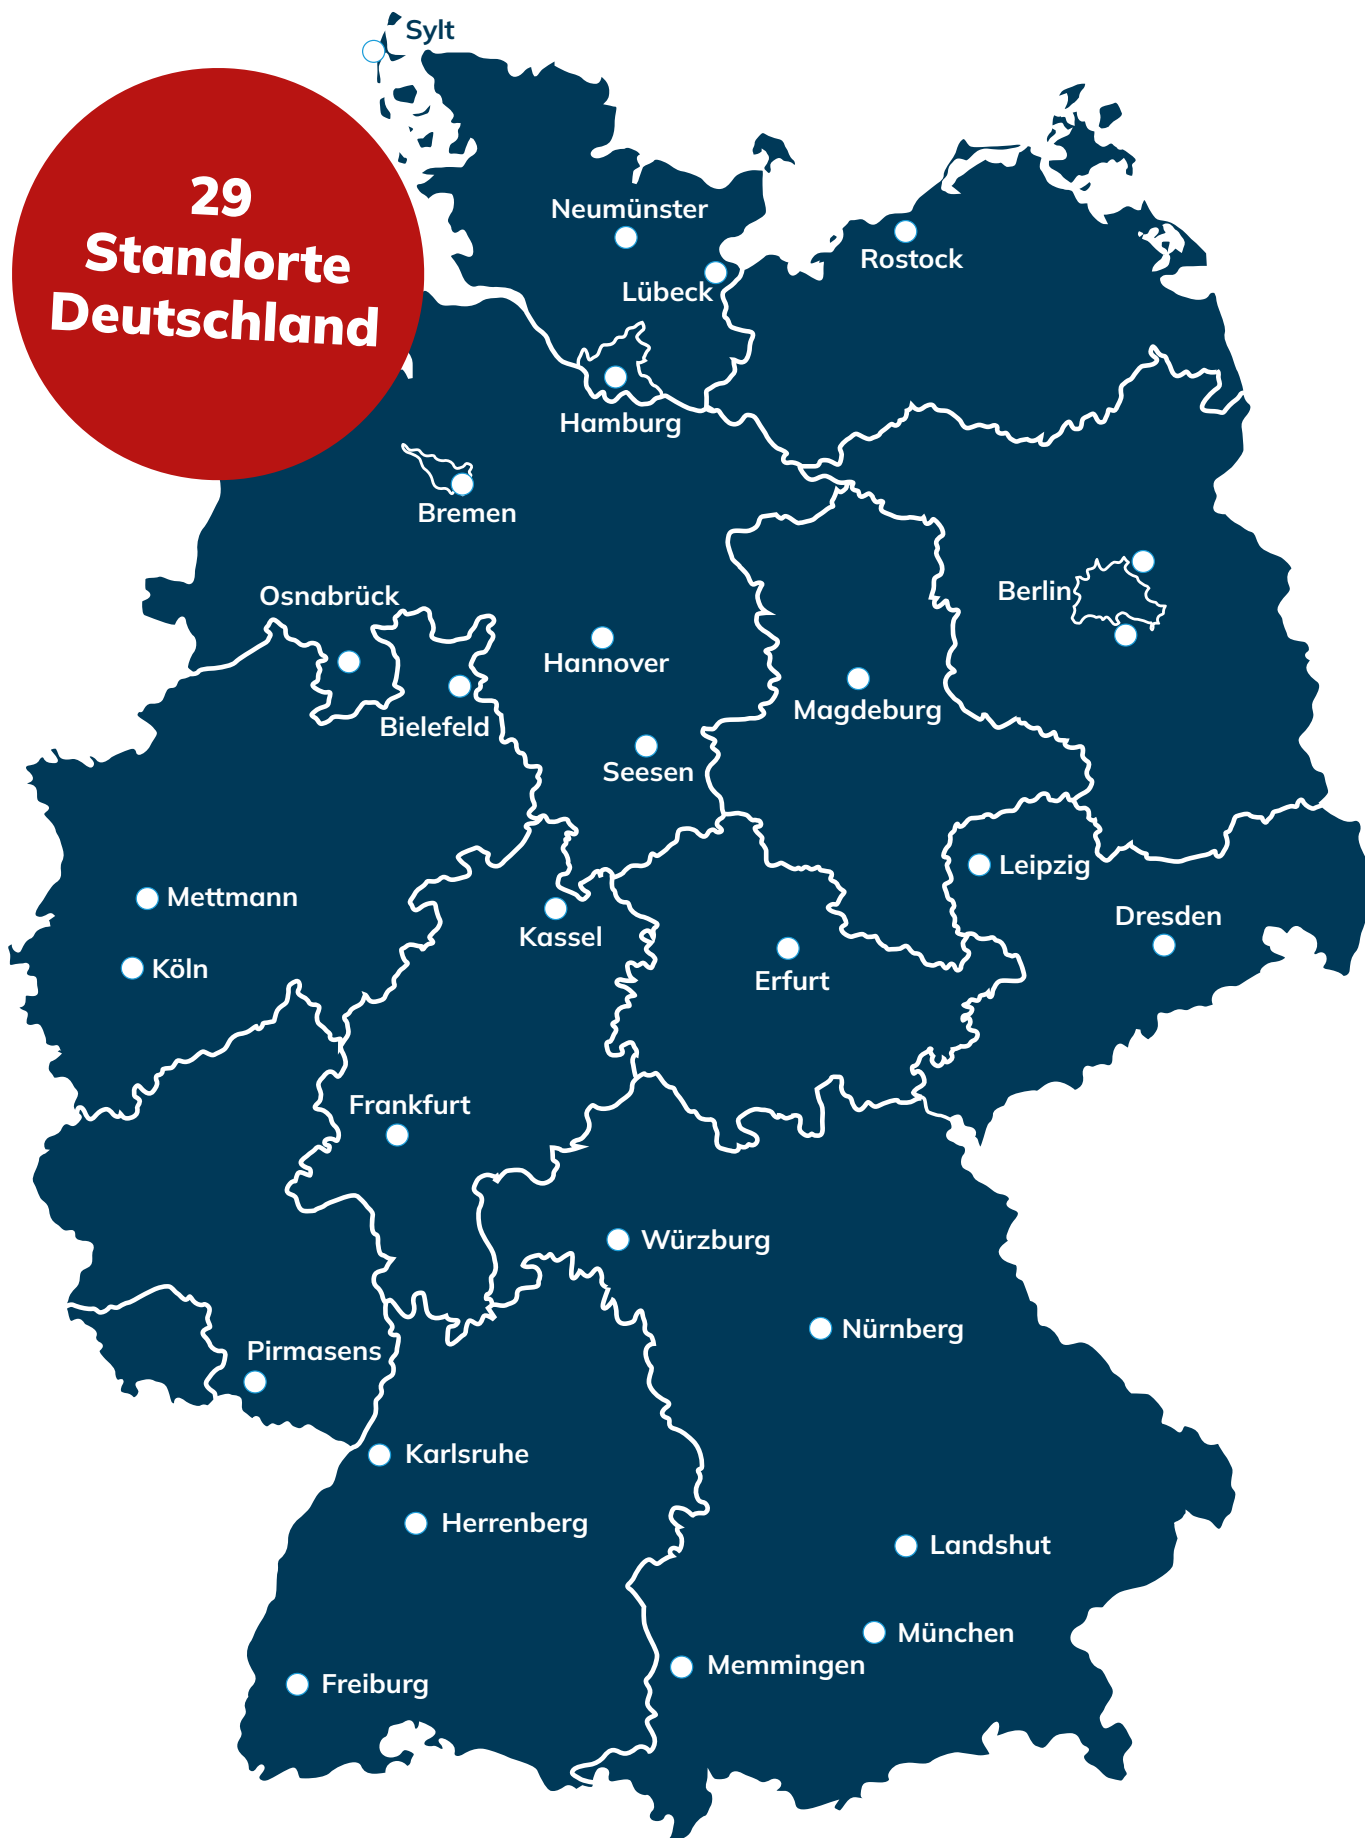 Sylt
29
Standorte
Deutschland
Neumünster
Rostock
Lübeck
Hamburg
Bremen
Berlin
Osnabrück
Hannover
Magdeburg
Bielefeld
Seesen
Leipzig
Mettmann
Dresden
Kassel
Köln
Erfurt
Frankfurt
Würzburg
Nürnberg
Pirmasens
Karlsruhe
Herrenberg
Landshut
München
Memmingen
Freiburg